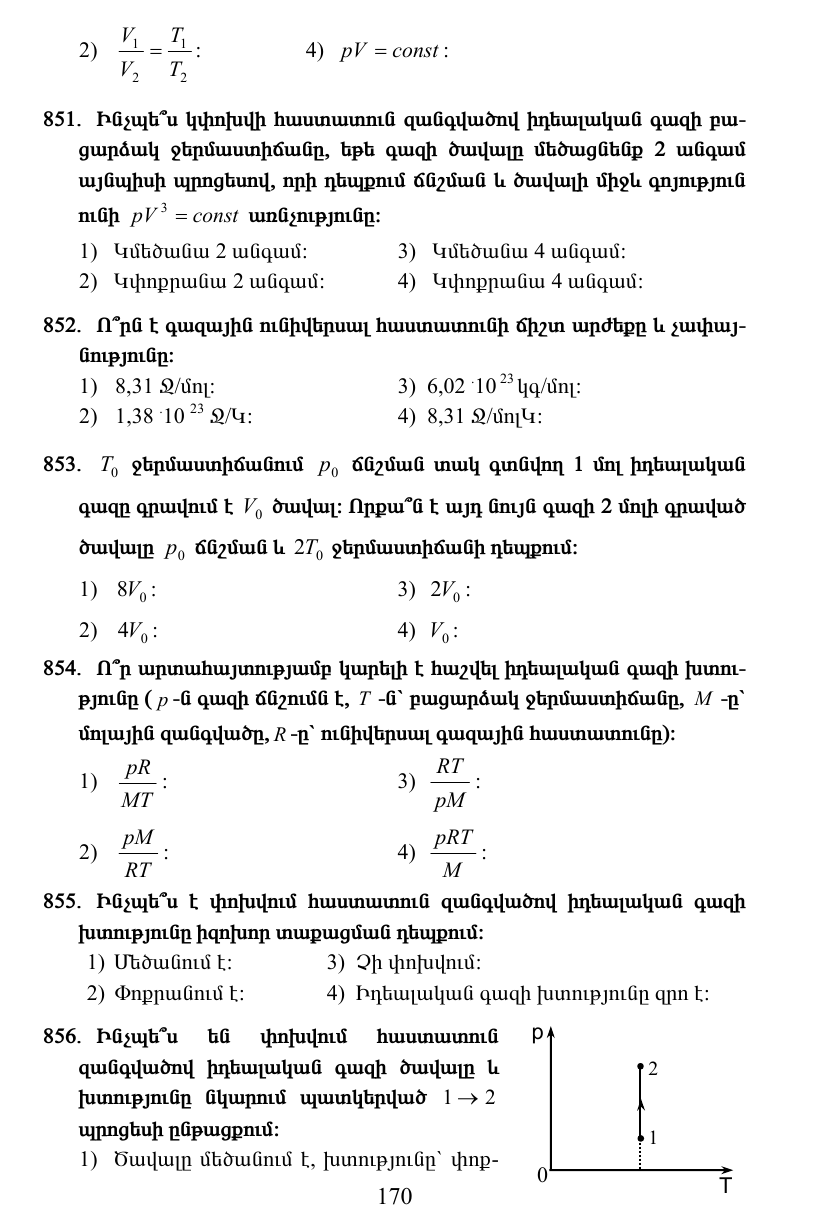 2) V₁/V₂ = T₁/T₂ : 4) pV = const :
851. Ինչպե՞ս կփոխվի հաստատուն զանգվածով իդեալական գազի բա-
ցարձակ ջերմաստիճանը, եթե գազի ծավալը մեծացնենք 2 անգամ
այնպիսի պրոցեսով, որի դեպքում ճնշման և ծավալի միջև գոյություն
ունի pV³ = const առնչությունը:
1) Կմեծանա 2 անգամ: 3) Կմեծանա 4 անգամ:
2) Կփոքրանա 2 անգամ: 4) Կփոքրանա 4 անգամ:
852. Ո՞րն է գազային ունիվերսալ հաստատունի ճիշտ արժեքը և չափայ-
նությունը:
1) 8,31 Ջ/մոլ: 3) 6,02 ·10²³ կգ/մոլ:
2) 1,38 ·10²³ Ջ/Կ: 4) 8,31 Ջ/մոլԿ:
853. T₀ ջերմաստիճանում p₀ ճնշման տակ գտնվող 1 մոլ իդեալական
գազը գրավում է V₀ ծավալ: Որքա՞ն է այդ նույն գազի 2 մոլի գրաված
ծավալը p₀ ճնշման և 2T₀ ջերմաստիճանի դեպքում:
1) 8V₀ : 3) 2V₀ :
2) 4V₀ : 4) V₀ :
854. Ո՞ր արտահայտությամբ կարելի է հաշվել իդեալական գազի խտու-
թյունը ( p -ն գազի ճնշումն է, T -ն՝ բացարձակ ջերմաստիճանը, M -ը՝
մոլային զանգվածը, R -ը՝ ունիվերսալ գազային հաստատունը):
1) pR/MT : 3) RT/pM :
2) pM/RT : 4) pRT/M :
855. Ինչպե՞ս է փոխվում հաստատուն զանգվածով իդեալական գազի
խտությունը իզոխոր տաքացման դեպքում:
1) Մեծանում է: 3) Չի փոխվում:
2) Փոքրանում է: 4) Իդեալական գազի խտությունը զրո է:
856. Ինչպե՞ս են փոխվում հաստատուն
զանգվածով իդեալական գազի ծավալը և
խտությունը նկարում պատկերված 1 → 2
պրոցեսի ընթացքում:
1) Ծավալը մեծանում է, խտությունը՝ փոք-
p
2
1
0
T
170